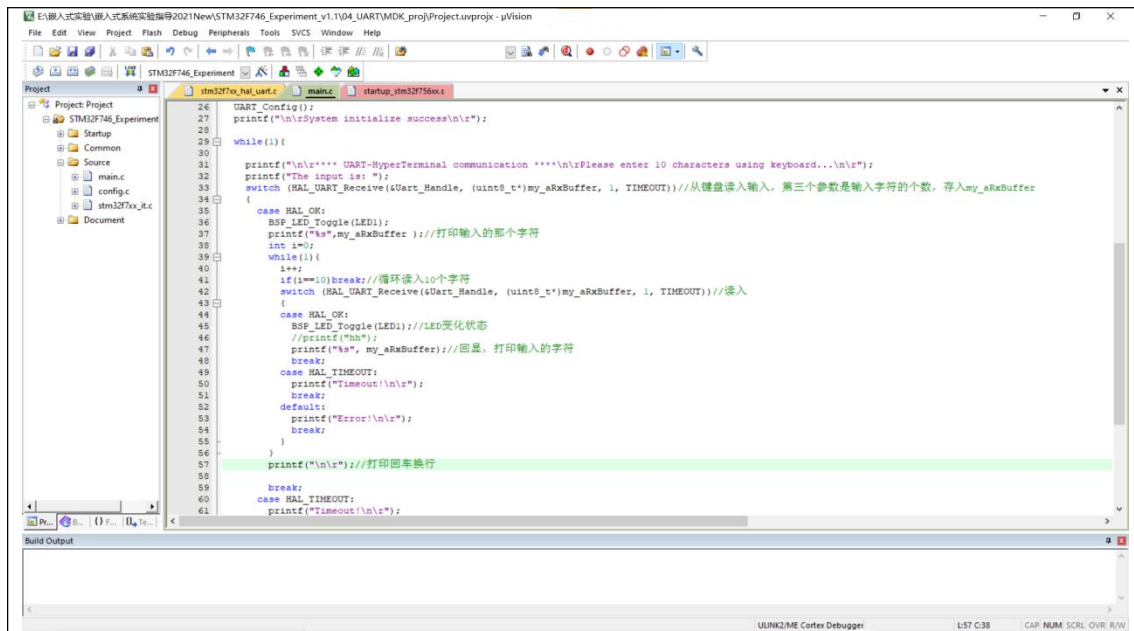 E:\嵌入式实验\嵌入式系统实验指导2021New\STM32F746_Experiment_v1.1\04_UART\MDK_proj\Project.uvprojx - µVision
File Edit View Project Flash Debug Peripherals Tools SVCS Window Help
STM32F746_Experiment
Project
stm32f7xx_hal_uart.c main.c startup_stm32f756xx.s
Project: Project
STM32F746_Experiment
Startup
Common
Source
main.c
config.c
stm32f7xx_it.c
Document
26 UART_Config();
27 printf("\n\rSystem initialize success\n\r");
28
29 while(1){
30
31 printf("\n\r**** UART-HyperTerminal communication ****\n\rPlease enter 10 characters using keyboard...\n\r");
32 printf("The input is: ");
33 switch (HAL_UART_Receive(&Uart_Handle, (uint8_t*)my_aRxBuffer, 1, TIMEOUT))//从键盘读入输入，第三个参数是输入字符的个数，存入my_aRxBuffer
34 {
35 case HAL_OK:
36 BSP_LED_Toggle(LED1);
37 printf("%s",my_aRxBuffer );//打印输入的那个字符
38 int i=0;
39 while(1){
40 i++;
41 if(i==10)break;//循环读入10个字符
42 switch (HAL_UART_Receive(&Uart_Handle, (uint8_t*)my_aRxBuffer, 1, TIMEOUT))//读入
43 {
44 case HAL_OK:
45 BSP_LED_Toggle(LED1);//LED变化状态
46 //printf("hh");
47 printf("%s", my_aRxBuffer);//回显，打印输入的字符
48 break;
49 case HAL_TIMEOUT:
50 printf("Timeout!\n\r");
51 break;
52 default:
53 printf("Error!\n\r");
54 break;
55 }
56 }
57 printf("\n\r");//打印回车换行
58
59 break;
60 case HAL_TIMEOUT:
61 printf("Timeout!\n\r");
Pr... B... {} F... Te...
Build Output
ULINK2/ME Cortex Debugger L:57 C:38 CAP NUM SCRL OVR R/W